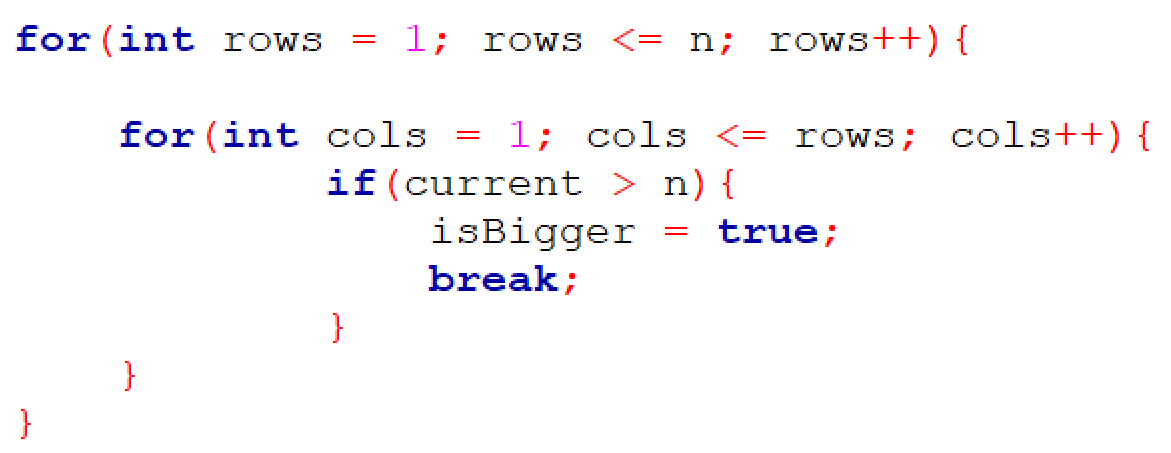 for(int rows = 1; rows <= n; rows++){
for(int cols = 1; cols <= rows; cols++){
if(current > n){
isBigger = true;
break;
}
}
}